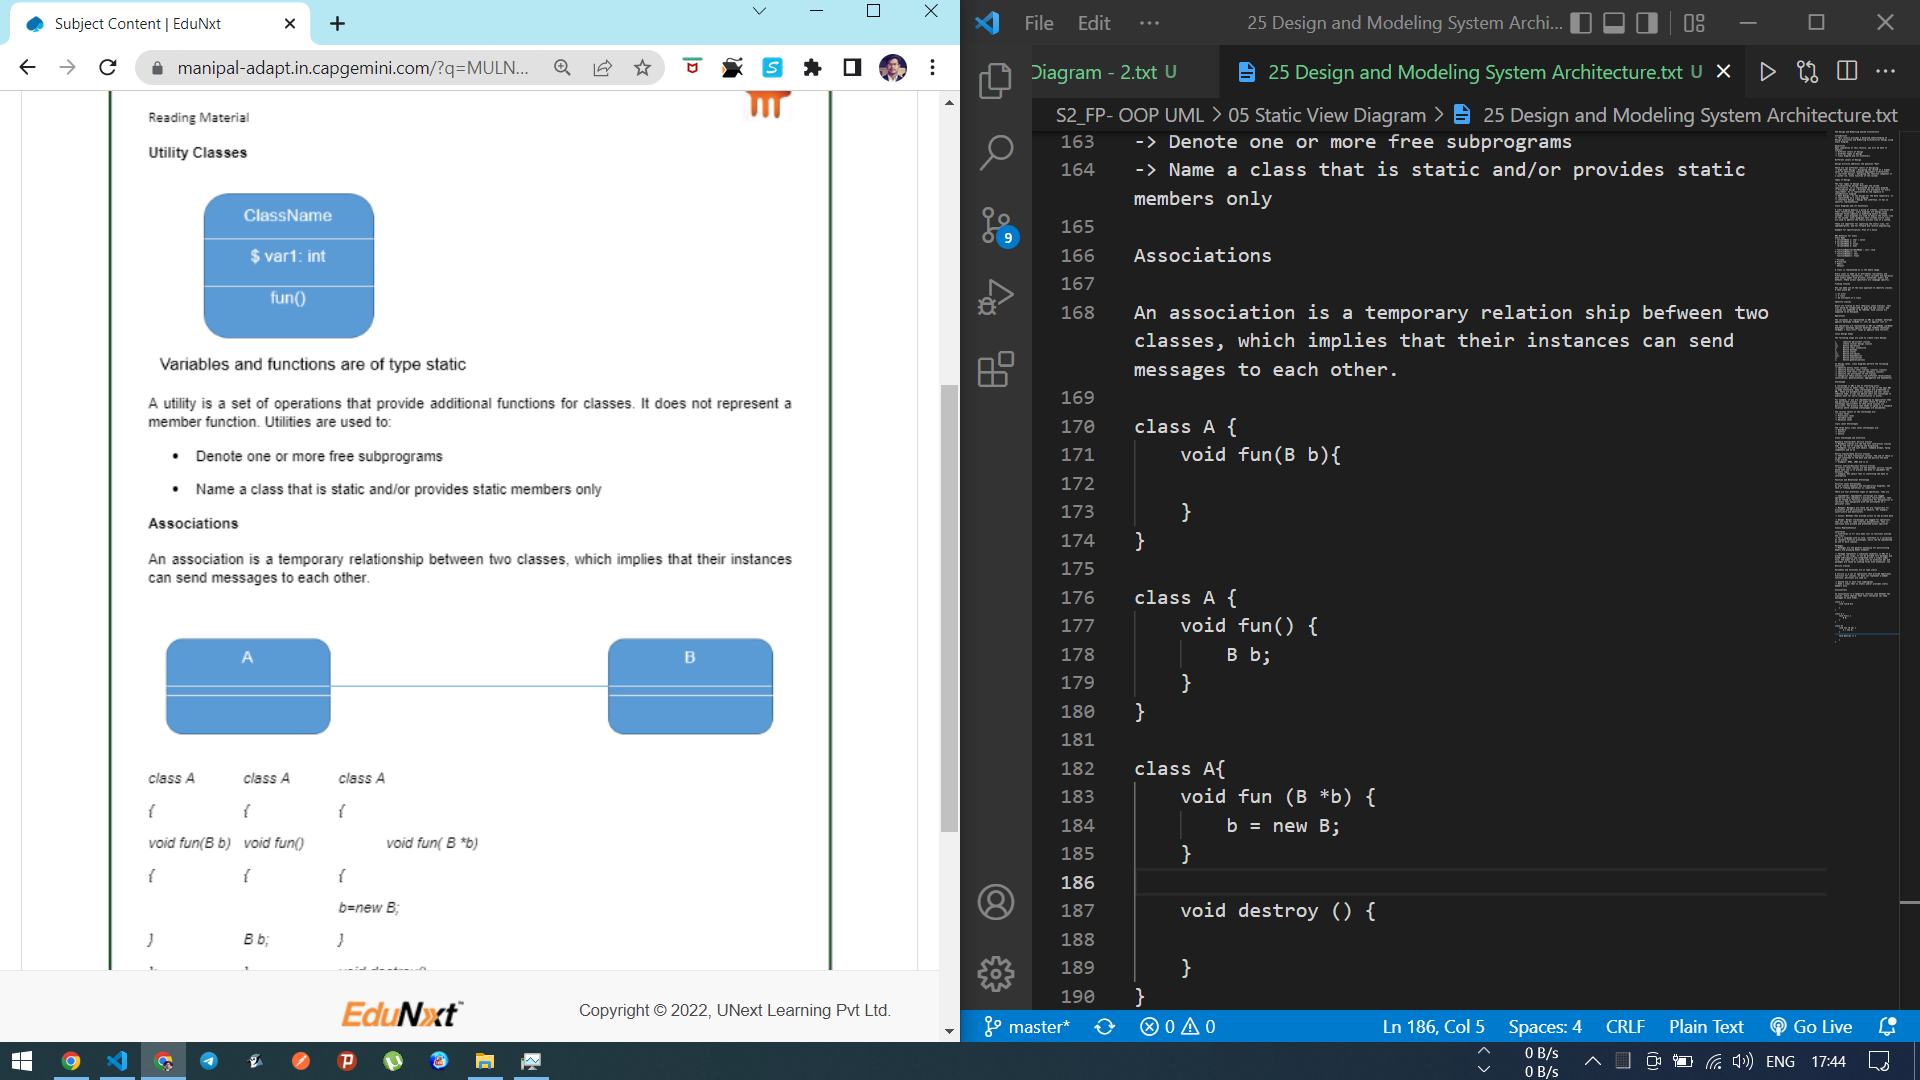 Subject Content | EduNxt
manipal-adapt.in.capgemini.com/?q=MULN...
Reading Material
Utility Classes
ClassName
$ var1: int
fun()
Variables and functions are of type static
A utility is a set of operations that provide additional functions for classes. It does not represent a
member function. Utilities are used to:
• Denote one or more free subprograms
• Name a class that is static and/or provides static members only
Associations
An association is a temporary relationship between two classes, which implies that their instances
can send messages to each other.
A
B
class A class A class A
{ { {
void fun(B b) void fun() void fun( B *b)
{ { {
b=new B;
} B b; }
EduNxt™
Copyright © 2022, UNext Learning Pvt Ltd.
File Edit ··· 25 Design and Modeling System Archi...
Diagram - 2.txt U
25 Design and Modeling System Architecture.txt U
S2_FP- OOP UML > 05 Static View Diagram > 25 Design and Modeling System Architecture.txt
9
163 -> Denote one or more free subprograms
164 -> Name a class that is static and/or provides static
members only
165
166 Associations
167
168 An association is a temporary relation ship befween two
classes, which implies that their instances can send
messages to each other.
169
170 class A {
171 void fun(B b){
172
173 }
174 }
175
176 class A {
177 void fun() {
178 B b;
179 }
180 }
181
182 class A{
183 void fun (B *b) {
184 b = new B;
185 }
186
187 void destroy () {
188
189 }
190 }
master* 0 0 Ln 186, Col 5 Spaces: 4 CRLF Plain Text Go Live
0 B/s
0 B/s
ENG 17:44